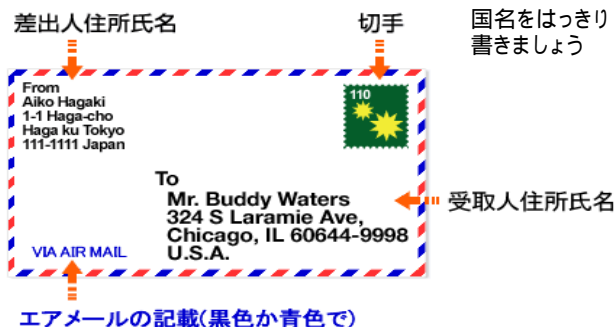 差出人住所氏名
切手
国名をはっきり
書きましょう
From
Aiko Hagaki
1-1 Haga-cho
Haga ku Tokyo
111-1111 Japan
110
To
Mr. Buddy Waters
324 S Laramie Ave,
Chicago, IL 60644-9998
U.S.A.
受取人住所氏名
VIA AIR MAIL
エアメールの記載(黒色か青色で)